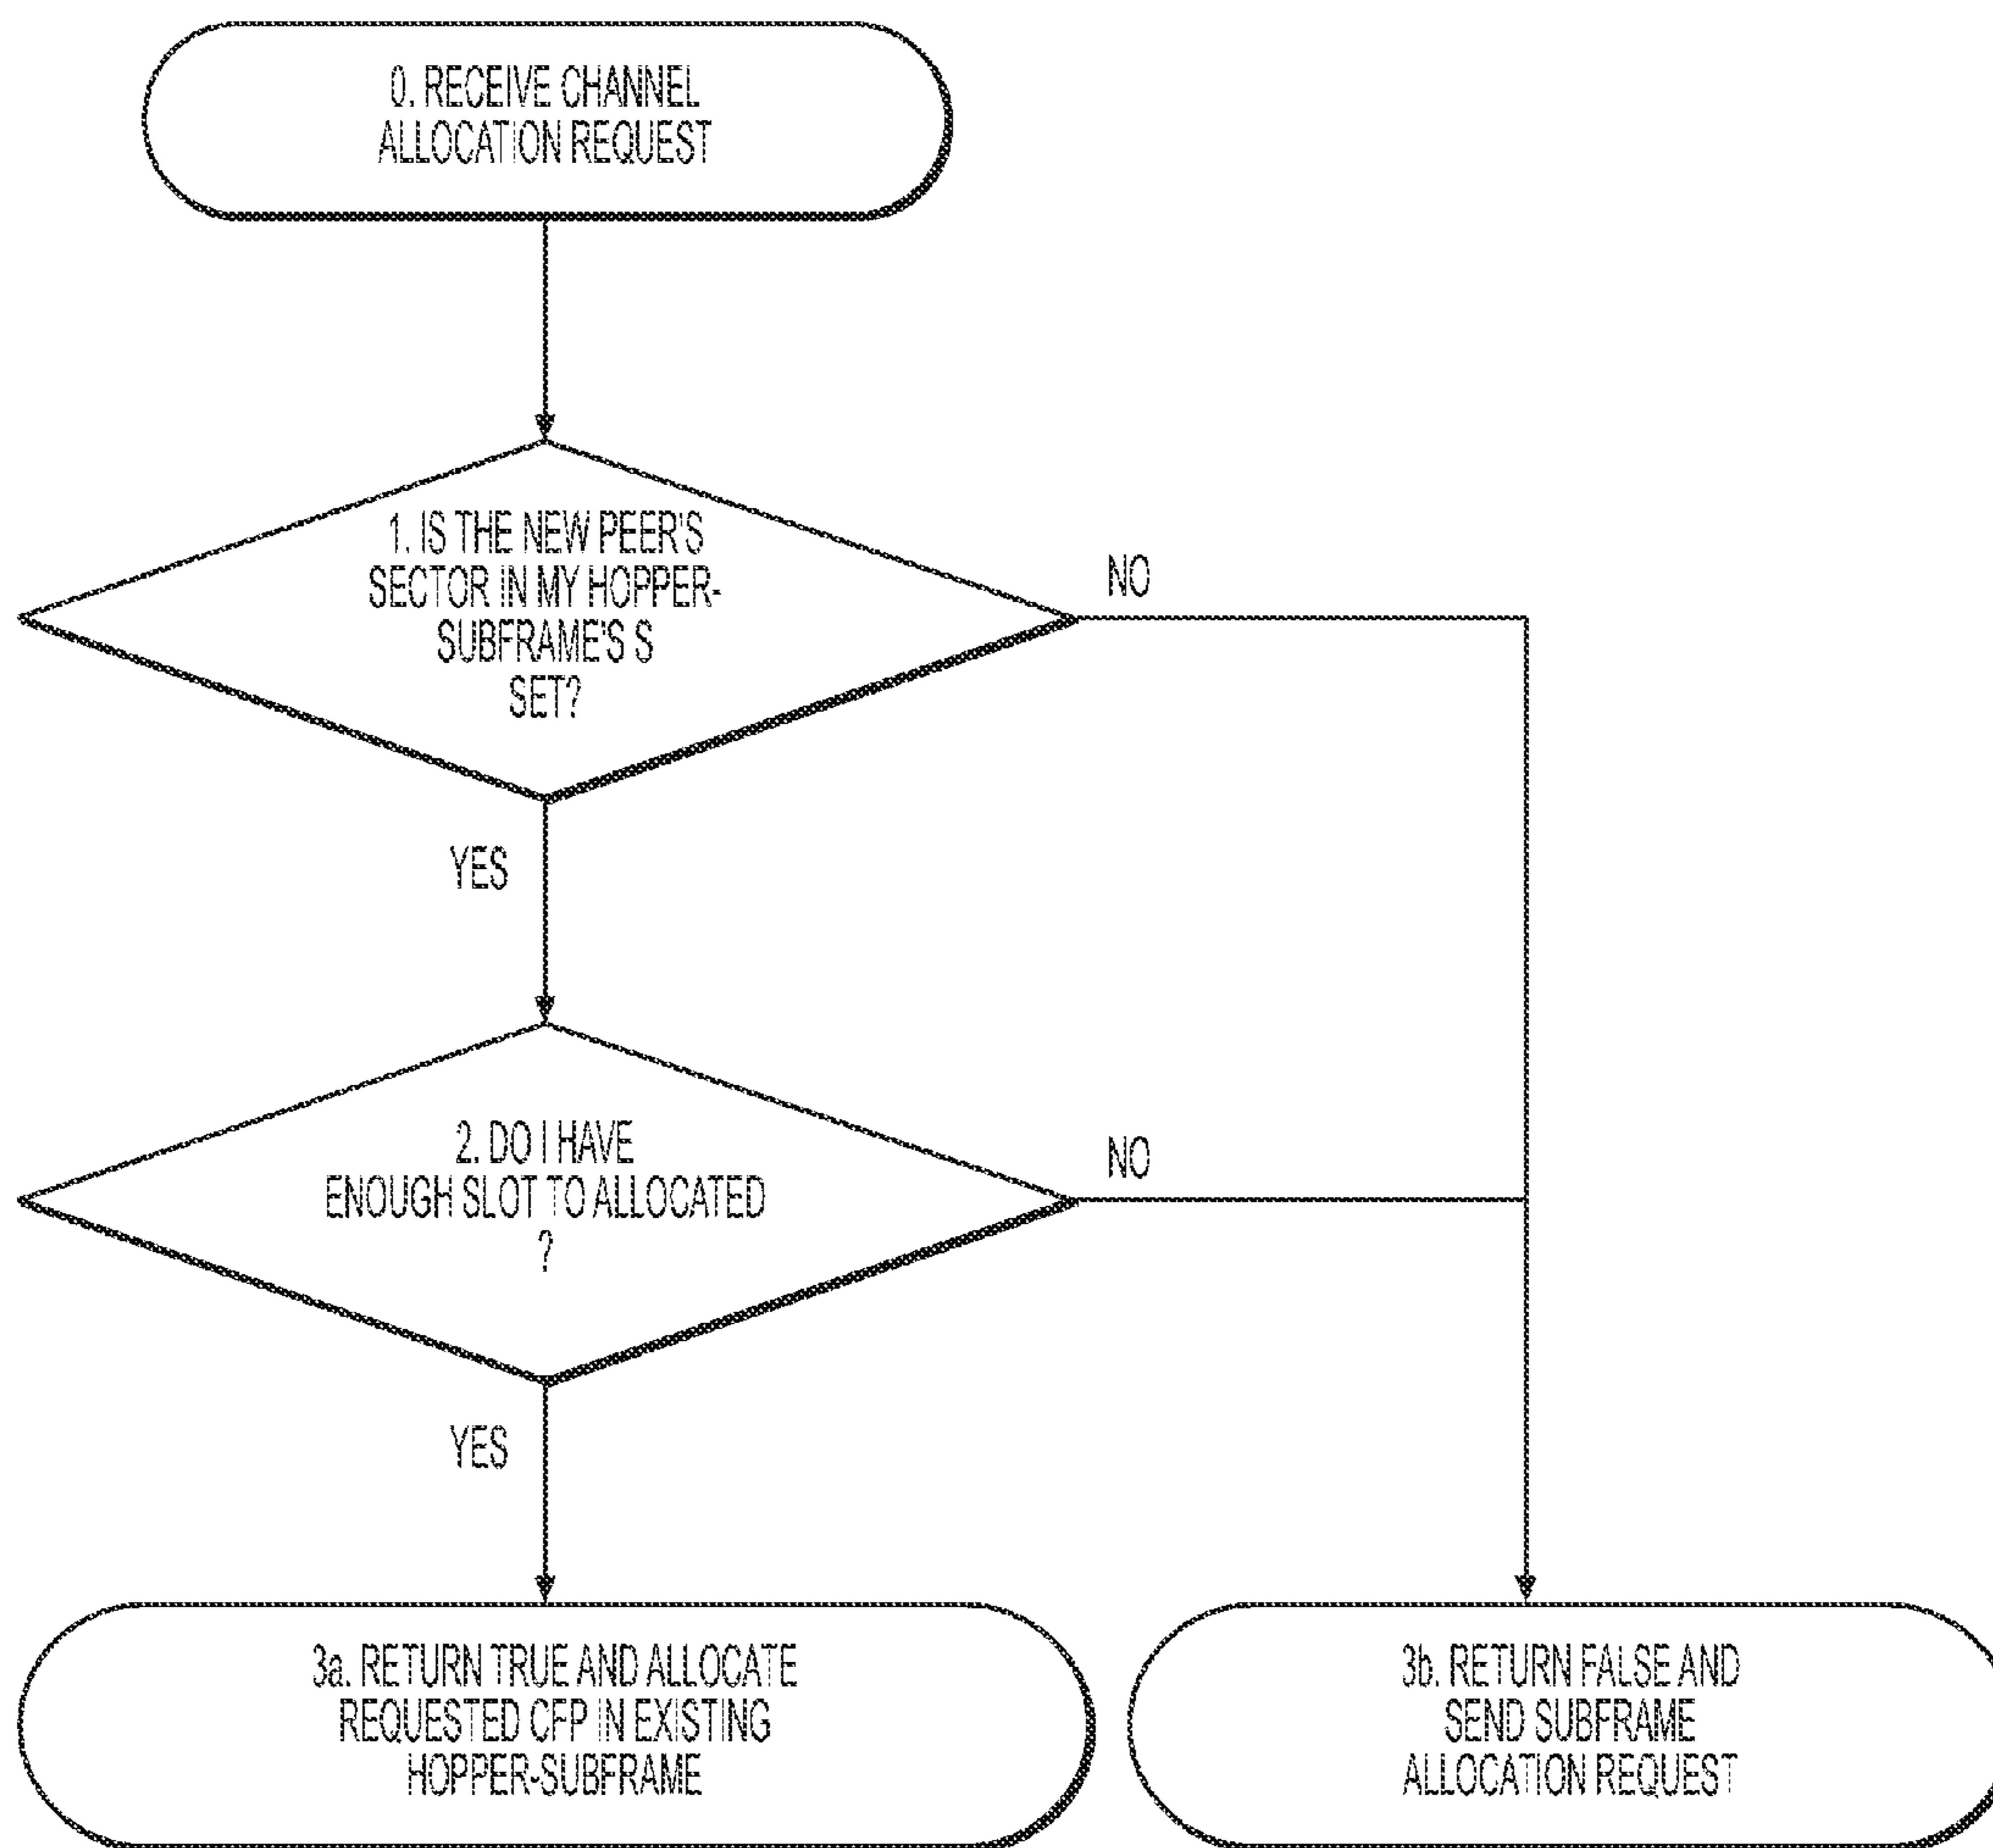 0. RECEIVE CHANNEL
ALLOCATION REQUEST
1. IS THE NEW PEER'S
SECTOR IN MY HOPPER-
SUBFRAME'S S
SET?
NO
YES
2. DO I HAVE
ENOUGH SLOT TO ALLOCATED
?
NO
YES
3a. RETURN TRUE AND ALLOCATE
REQUESTED CFP IN EXISTING
HOPPER-SUBFRAME
3b. RETURN FALSE AND
SEND SUBFRAME
ALLOCATION REQUEST